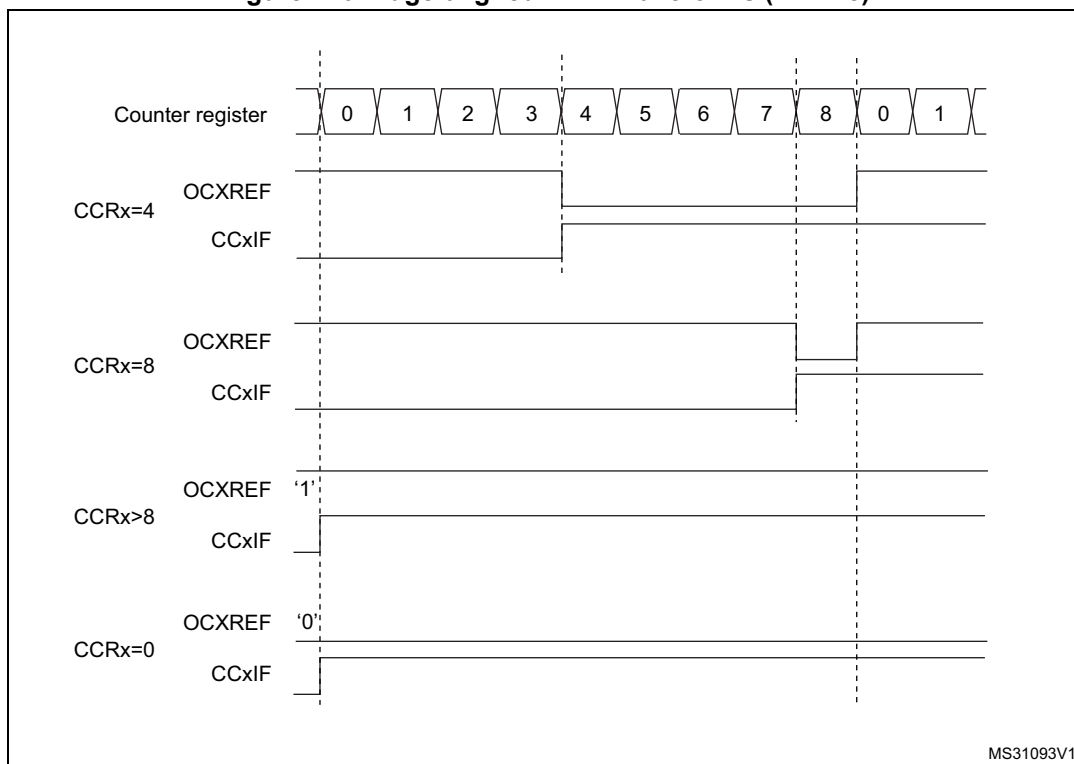 Counter register 0 1 2 3 4 5 6 7 8 0 1
OCXREF
CCRx=4
CCxIF
OCXREF
CCRx=8
CCxIF
OCXREF '1'
CCRx>8
CCxIF
OCXREF '0'
CCRx=0
CCxIF
MS31093V1